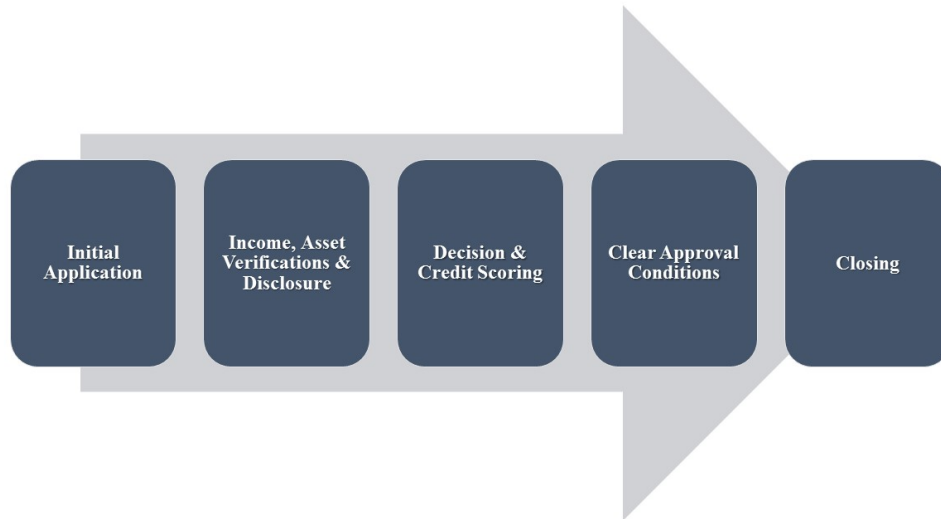 Initial
Application
Income, Asset
Verifications &
Disclosure
Decision &
Credit Scoring
Clear Approval
Conditions
Closing